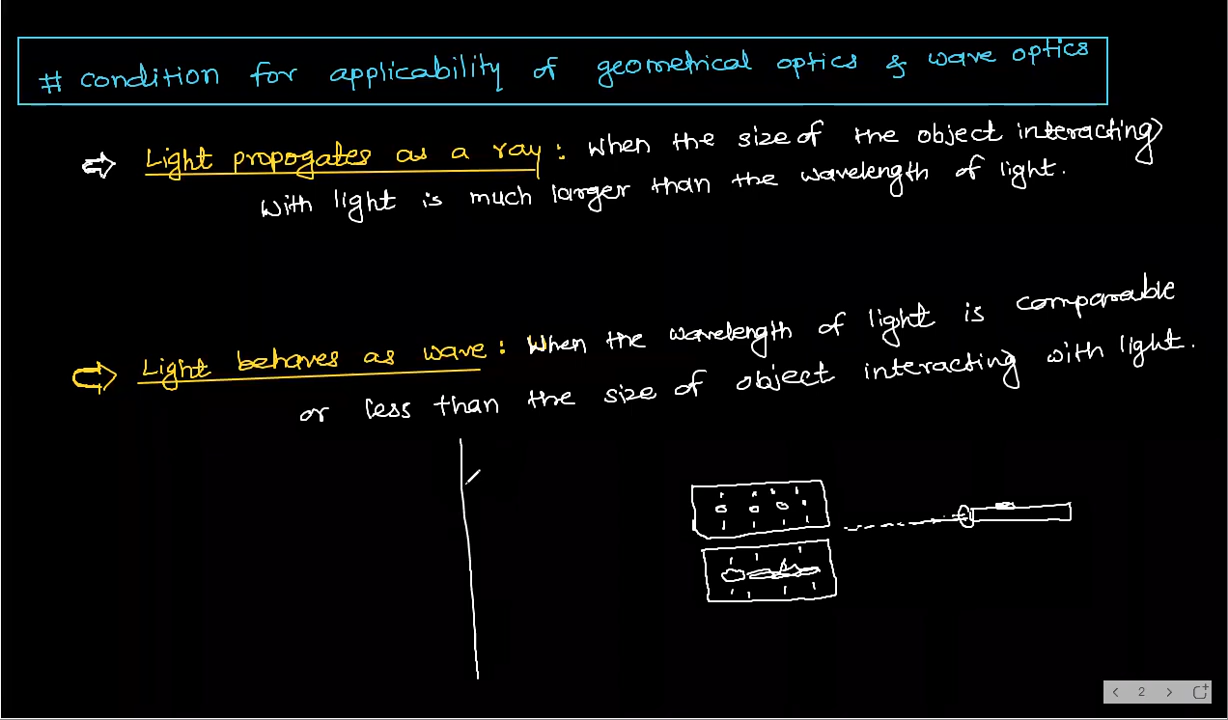 # condition for applicability of geometrical optics & wave optics
⇨ Light propogates as a ray : when the size of the object interacting
with light is much larger than the wavelength of light.
⇨ Light behaves as wave : When the wavelength of light is comparable
or less than the size of object interacting with light.
2